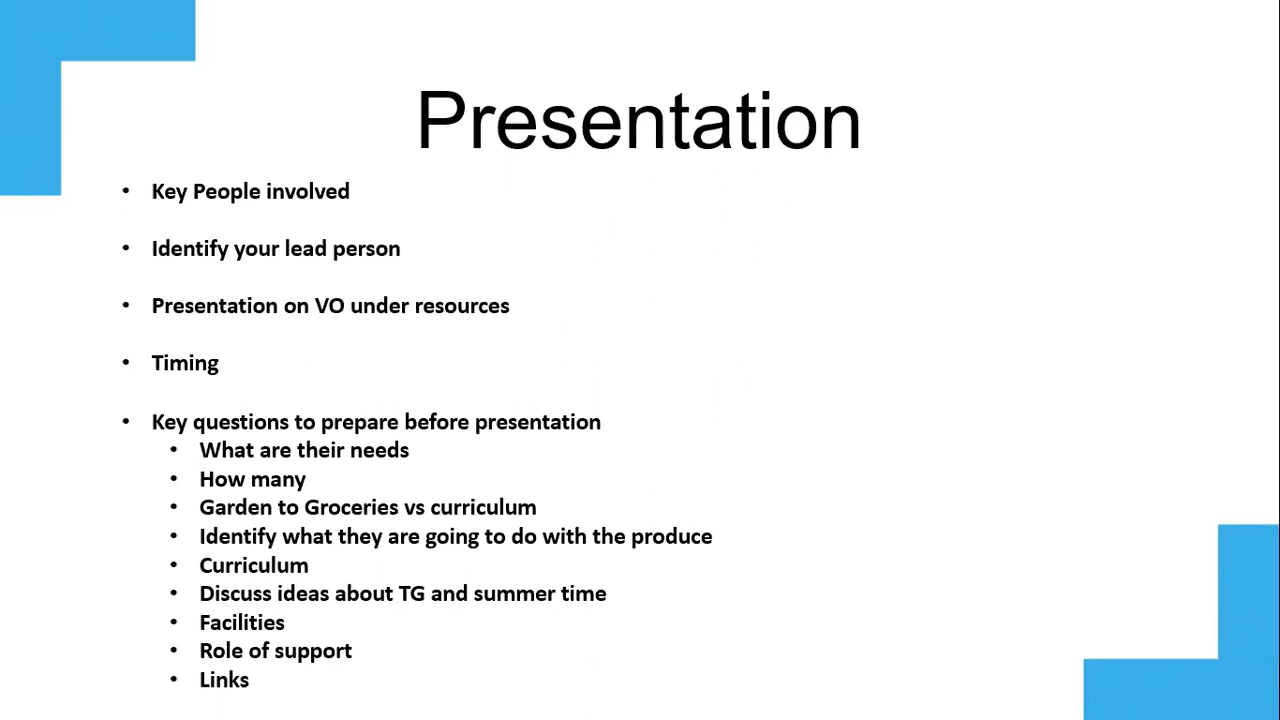 Presentation
• Key People involved
• Identify your lead person
• Presentation on VO under resources
• Timing
• Key questions to prepare before presentation
• What are their needs
• How many
• Garden to Groceries vs curriculum
• Identify what they are going to do with the produce
• Curriculum
• Discuss ideas about TG and summer time
• Facilities
• Role of support
• Links